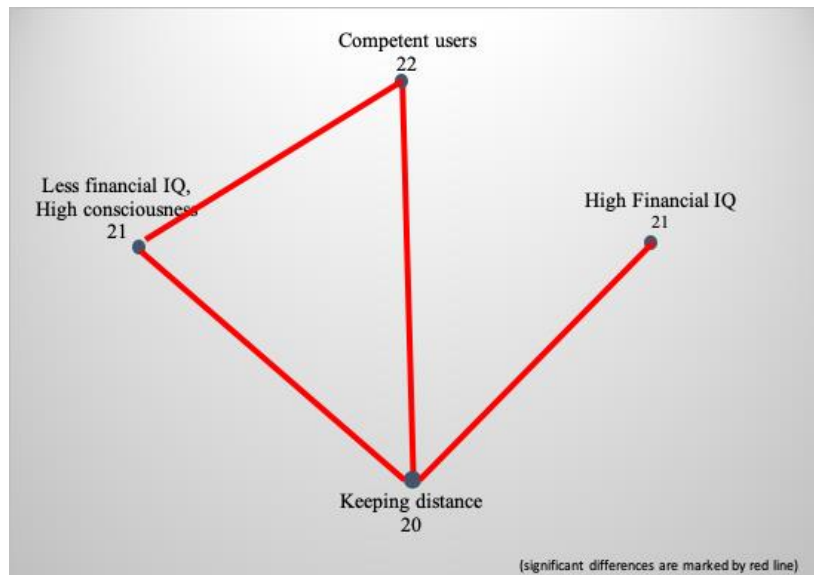 Competent users
22
Less financial IQ,
High consciousness
21
High Financial IQ
21
Keeping distance
20
(significant differences are marked by red line)